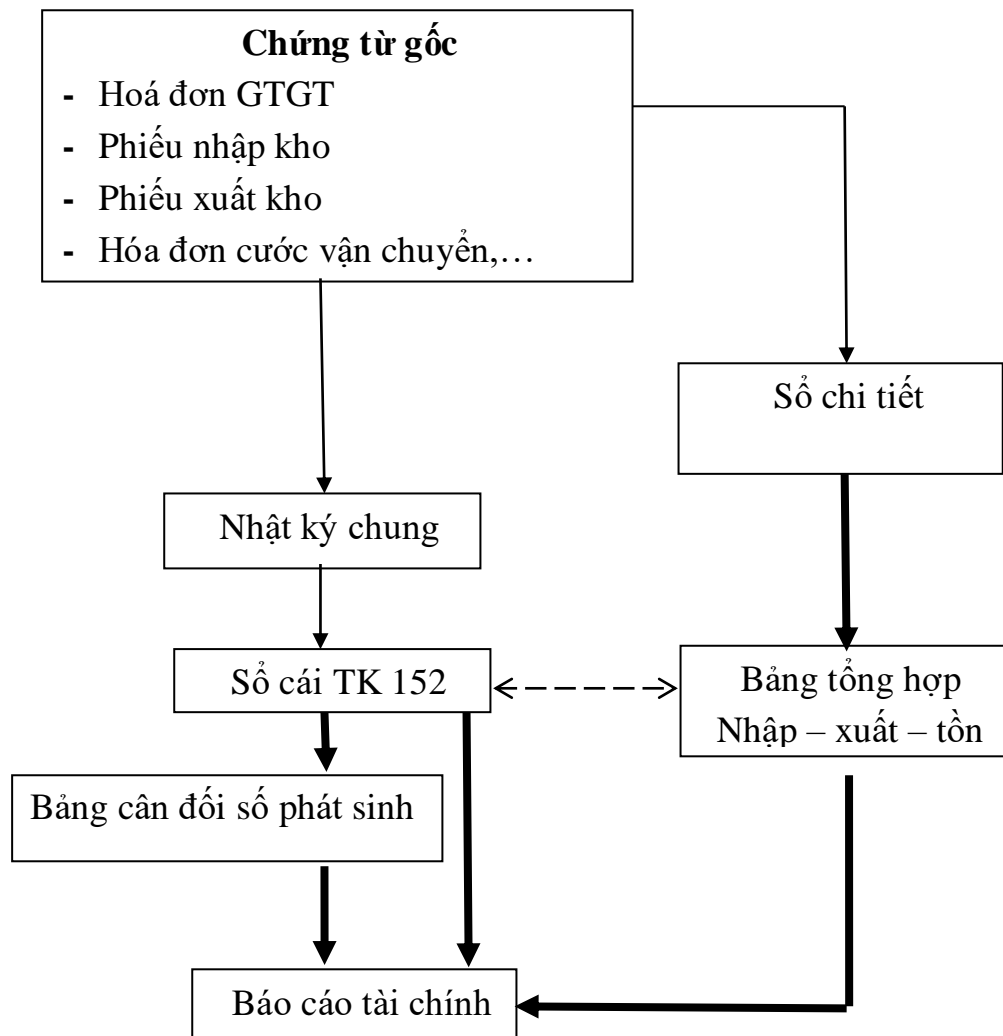 Chứng từ gốc
- Hoá đơn GTGT
- Phiếu nhập kho
- Phiếu xuất kho
- Hóa đơn cước vận chuyển,…
Sổ chi tiết
Nhật ký chung
Sổ cái TK 152
Bảng tổng hợp
Nhập – xuất – tồn
Bảng cân đối số phát sinh
Báo cáo tài chính